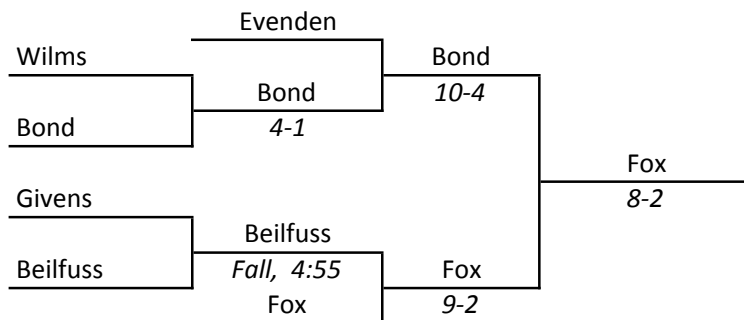 Evenden
Wilms
Bond
Bond
10-4
Bond
4-1
Fox
8-2
Givens
Beilfuss
Beilfuss
Fall, 4:55
Fox
9-2
Fox